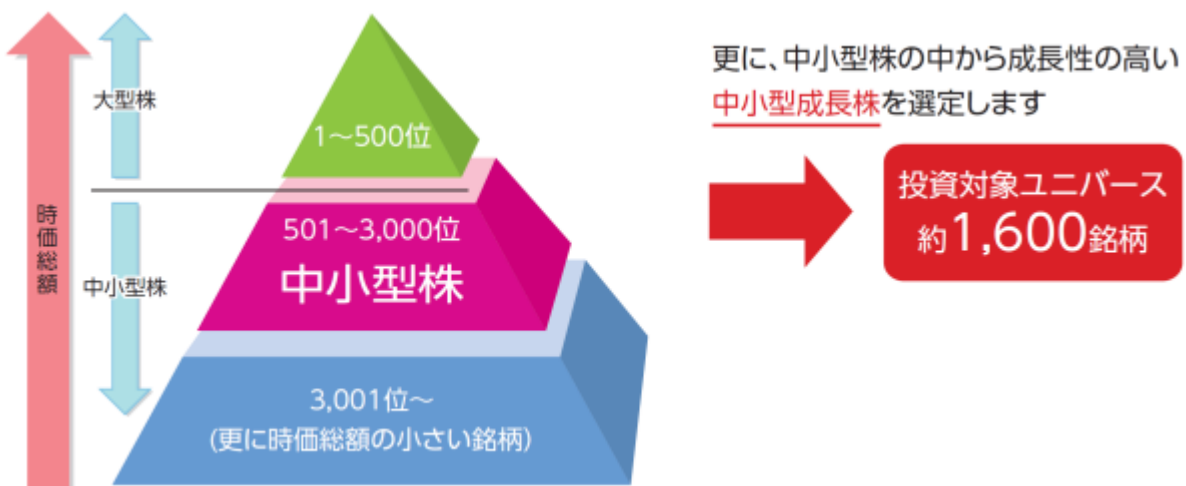 時価総額
大型株
中小型株
1～500位
501～3,000位
中小型株
3,001位～
(更に時価総額の小さい銘柄)
更に、中小型株の中から成長性の高い
中小型成長株を選定します
投資対象ユニバース
約1,600銘柄